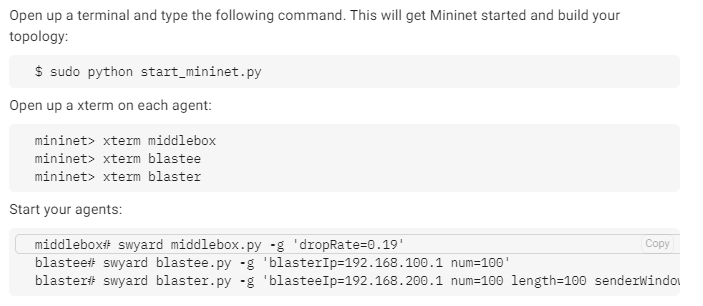 Open up a terminal and type the following command. This will get Mininet started and build your
topology:
$ sudo python start_mininet.py
Open up a xterm on each agent:
mininet> xterm middlebox
mininet> xterm blastee
mininet> xterm blaster
Start your agents:
middlebox# swyard middlebox.py -g 'dropRate=0.19'
Copy
blastee# swyard blastee.py -g 'blasterIp=192.168.100.1 num=100'
blaster# swyard blaster.py -g 'blasteeIp=192.168.200.1 num=100 length=100